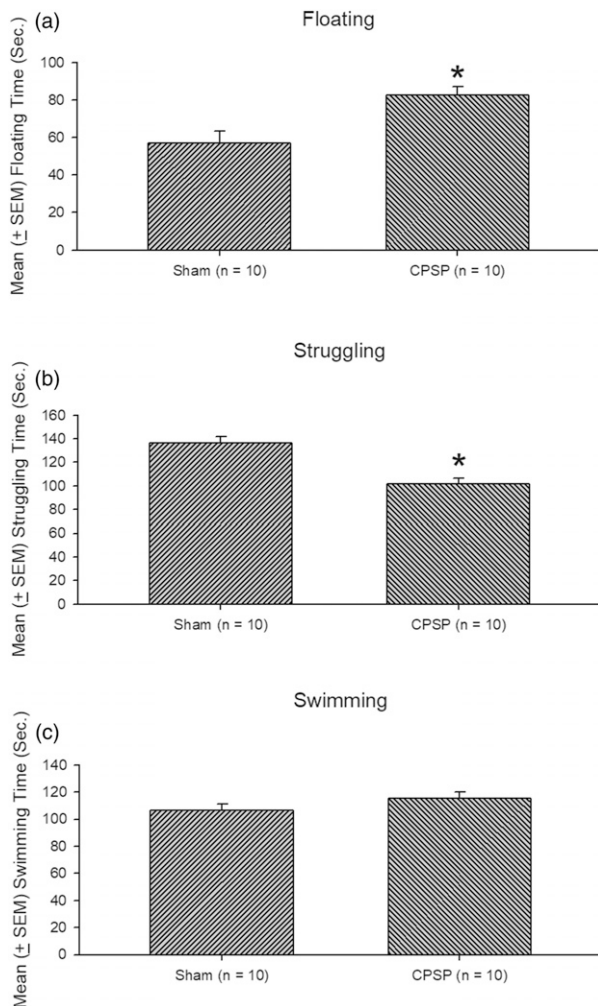 (a)
Floating
Mean (± SEM) Floating Time (Sec.)
100
80
60
40
20
0
*
Sham (n = 10)
CPSP (n = 10)
(b)
Struggling
Mean (± SEM) Struggling Time (Sec.)
160
140
120
100
80
60
40
20
0
*
Sham (n = 10)
CPSP (n = 10)
(c)
Swimming
Mean (± SEM) Swimming Time (Sec.)
140
120
100
80
60
40
20
0
Sham (n = 10)
CPSP (n = 10)